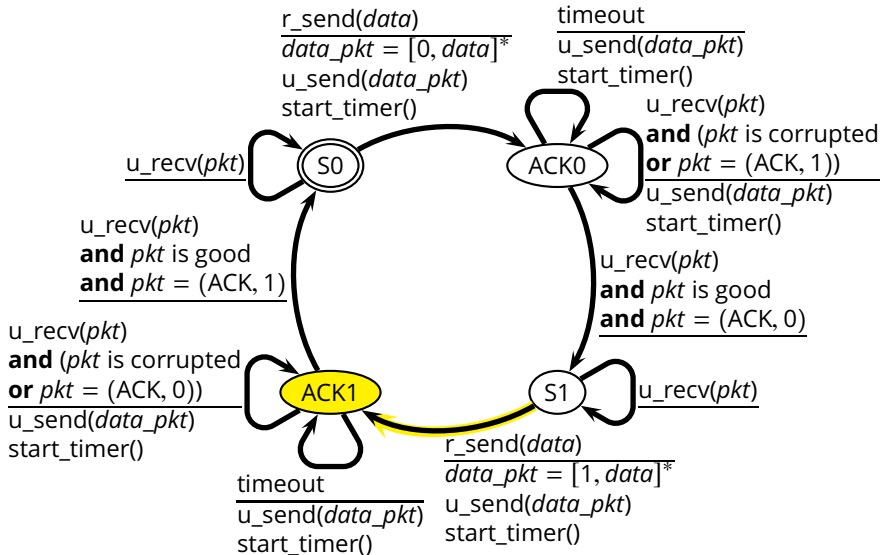 r_send(data)
data_pkt = [0, data]*
u_send(data_pkt)
start_timer()
timeout
u_send(data_pkt)
start_timer()
u_recv(pkt)
and (pkt is corrupted
or pkt = (ACK, 1))
u_send(data_pkt)
start_timer()
u_recv(pkt)
S0
ACK0
u_recv(pkt)
and pkt is good
and pkt = (ACK, 1)
u_recv(pkt)
and pkt is good
and pkt = (ACK, 0)
u_recv(pkt)
and (pkt is corrupted
or pkt = (ACK, 0))
u_send(data_pkt)
start_timer()
ACK1
S1
u_recv(pkt)
timeout
u_send(data_pkt)
start_timer()
r_send(data)
data_pkt = [1, data]*
u_send(data_pkt)
start_timer()